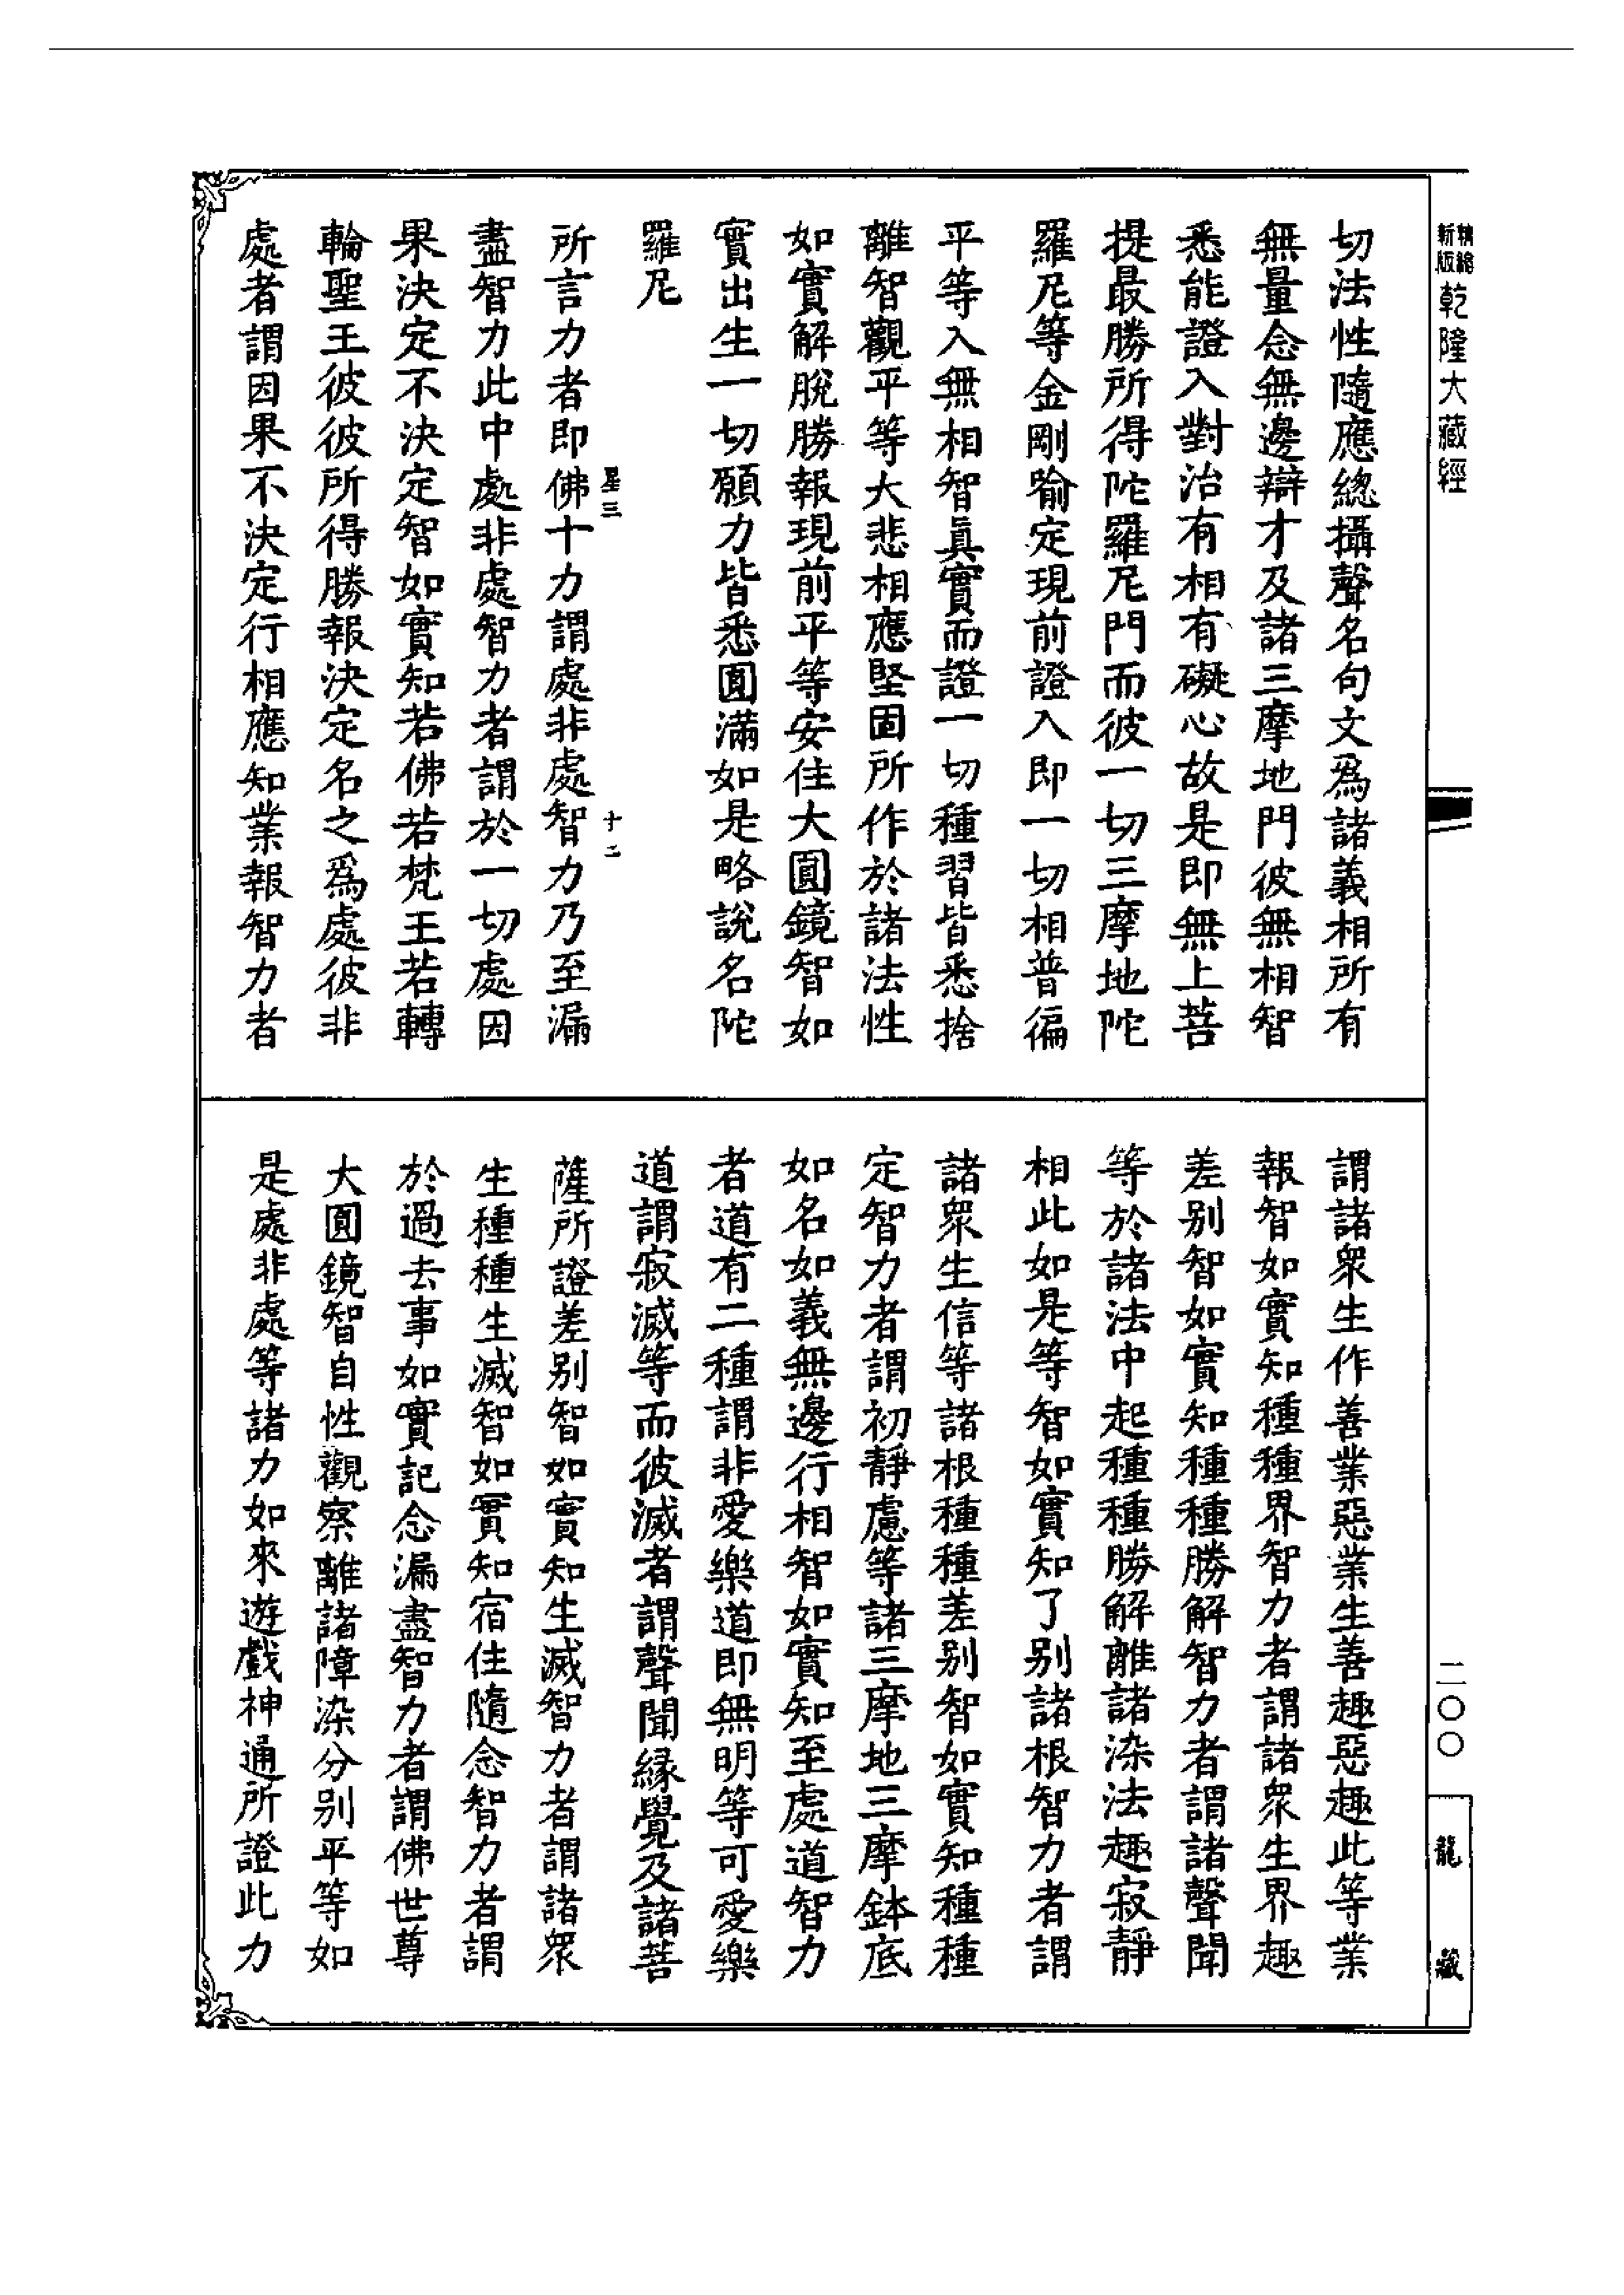 精繕
新版
乾隆大藏經
切法性隨應總攝聲名句文爲諸義相所有
無量念無邊辯才及諸三摩地門彼無相智
悉能證入對治有相有礙心故是即無上菩
提最勝所得陀羅尼門而彼一切三摩地陀
羅尼等金剛喻定現前證入即一切相普徧
平等入無相智眞實而證一切種習皆悉捨
離智觀平等大悲相應堅固所作於諸法性
如實解脫勝報現前平等安住大圓鏡智如
實出生一切願力皆悉圓滿如是略說名陀
羅尼
星三
十二
所言力者即佛十力謂處非處智力乃至漏
盡智力此中處非處智力者謂於一切處因
果決定不決定智如實知若佛若梵王若轉
輪聖王彼彼所得勝報決定名之爲處彼非
處者謂因果不決定行相應知業報智力者
謂諸衆生作善業惡業生善趣惡趣此等業
報智如實知種種界智力者謂諸衆生界趣
差别智如實知種種勝解智力者謂諸聲聞
等於諸法中起種種勝解離諸染法趣寂靜
相此如是等智如實知了别諸根智力者謂
諸衆生信等諸根種種差别智如實知種種
定智力者謂初靜慮等諸三摩地三摩鉢底
如名如義無邊行相智如實知至處道智力
者道有二種謂非愛樂道即無明等可愛樂
道謂寂滅等而彼滅者謂聲聞緣覺及諸菩
薩所證差别智如實知生滅智力者謂諸衆
生種種生滅智如實知宿住隨念智力者謂
於過去事如實記念漏盡智力者謂佛世尊
大圓鏡智自性觀察離諸障染分别平等如
是處非處等諸力如來遊戲神通所證此力
二〇〇
龍藏